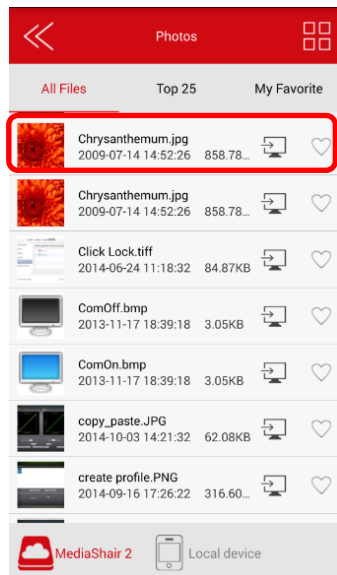 Photos
All Files Top 25 My Favorite
Chrysanthemum.jpg
2009-07-14 14:52:26 858.78...
Chrysanthemum.jpg
2009-07-14 14:52:26 858.78...
Click Lock.tiff
2014-06-24 11:18:32 84.87KB
ComOff.bmp
2013-11-17 18:39:18 3.05KB
ComOn.bmp
2013-11-17 18:39:18 3.05KB
copy_paste.JPG
2014-10-03 14:21:32 62.08KB
create profile.PNG
2014-09-16 17:26:22 316.60...
MediaShair 2 Local device